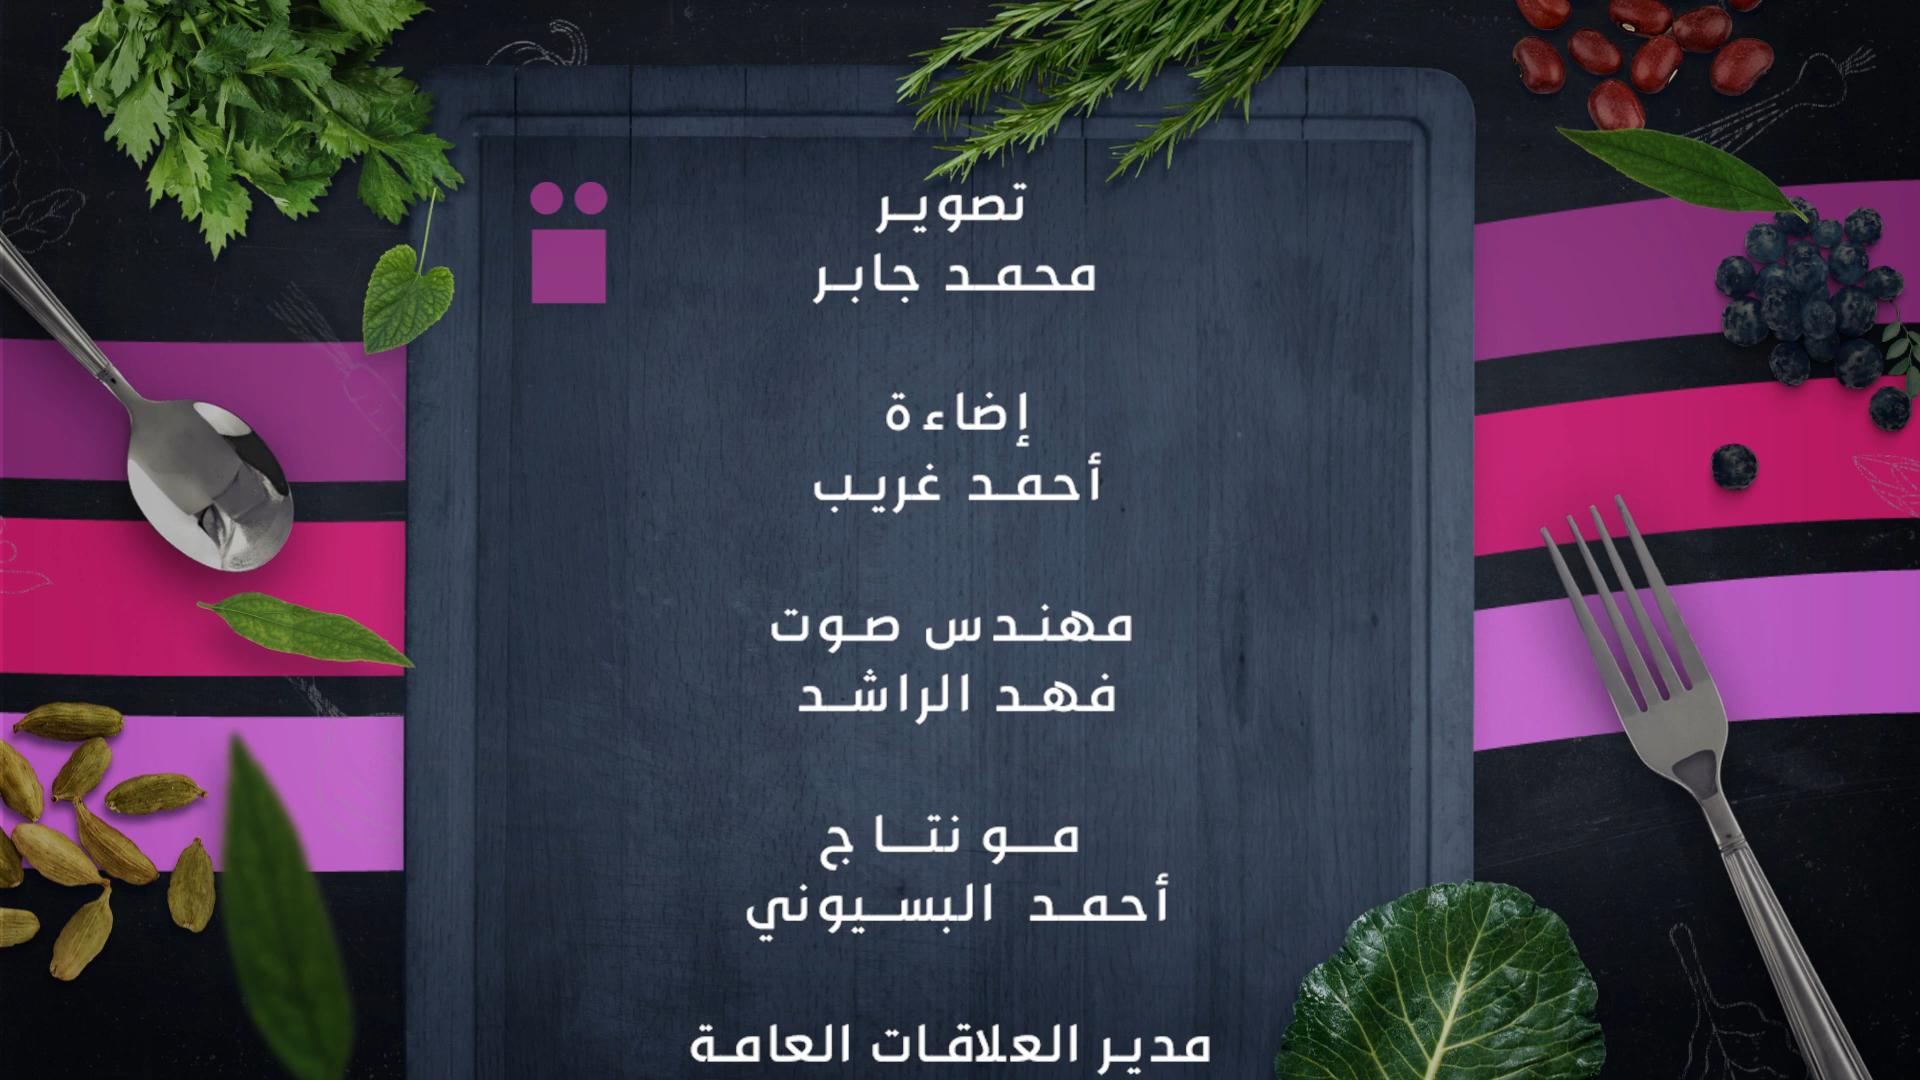 تصوير
محمد جابر
إضاءة
أحمد غريب
مهندس صوت
فهد الراشد
مونتاج
أحمد البسيوني
مدير العلاقات العامة